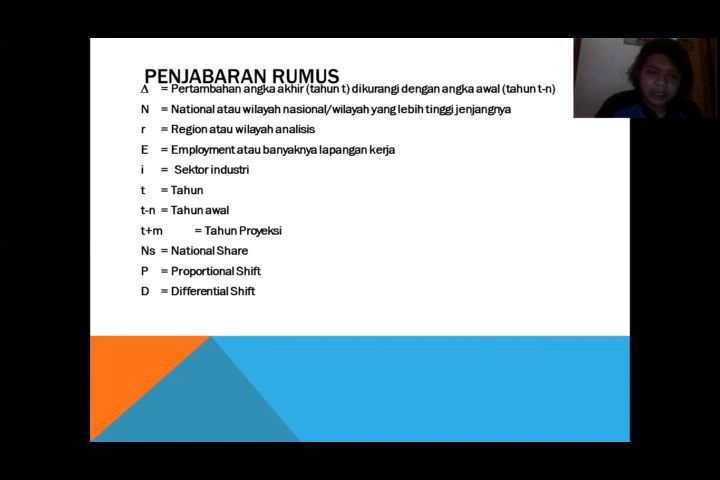 PENJABARAN RUMUS
Δ = Pertambahan angka akhir (tahun t) dikurangi dengan angka awal (tahun t-n)
N = National atau wilayah nasional/wilayah yang lebih tinggi jenjangnya
r = Region atau wilayah analisis
E = Employment atau banyaknya lapangan kerja
i = Sektor industri
t = Tahun
t-n = Tahun awal
t+m = Tahun Proyeksi
Ns = National Share
P = Proportional Shift
D = Differential Shift